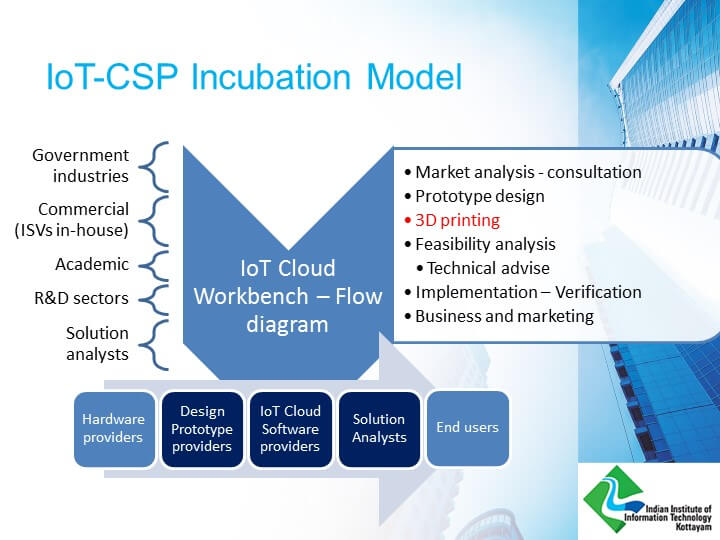 IoT-CSP Incubation Model
Government
industries
Commercial
(ISVs in-house)
Academic
R&D sectors
Solution
analysts
IoT Cloud
Workbench – Flow
diagram
• Market analysis - consultation
• Prototype design
• 3D printing
• Feasibility analysis
• Technical advise
• Implementation – Verification
• Business and marketing
Hardware
providers
Design
Prototype
providers
IoT Cloud
Software
providers
Solution
Analysts
End users
Indian Institute of
Information Technology
Kottayam